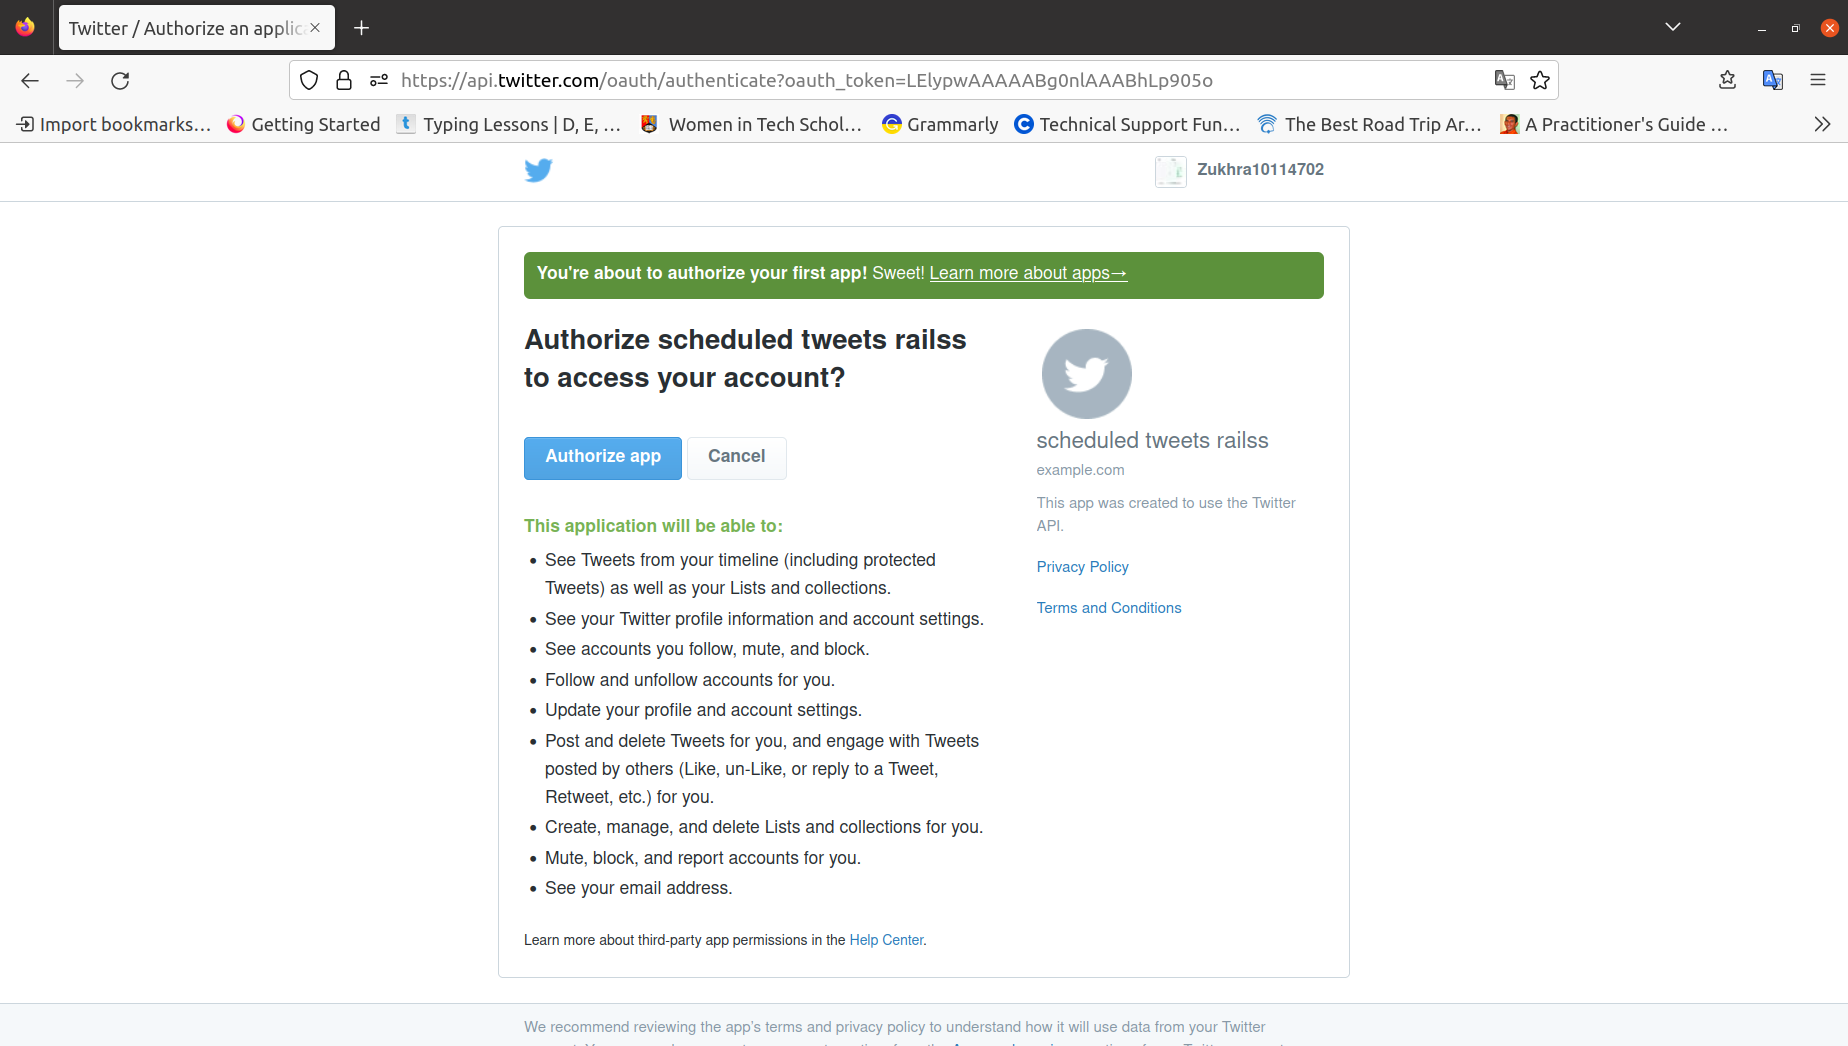 Twitter / Authorize an applic
https://api.twitter.com/oauth/authenticate?oauth_token=LElypwAAAAABg0nlAAABhLp905o
Import bookmarks... Getting Started Typing Lessons | D, E, ... Women in Tech Schol... Grammarly Technical Support Fun... The Best Road Trip Ar... A Practitioner's Guide ...
Zukhra10114702
You're about to authorize your first app! Sweet! Learn more about apps→
Authorize scheduled tweets railss
to access your account?
Authorize app Cancel
This application will be able to:
• See Tweets from your timeline (including protected
Tweets) as well as your Lists and collections.
• See your Twitter profile information and account settings.
• See accounts you follow, mute, and block.
• Follow and unfollow accounts for you.
• Update your profile and account settings.
• Post and delete Tweets for you, and engage with Tweets
posted by others (Like, un-Like, or reply to a Tweet,
Retweet, etc.) for you.
• Create, manage, and delete Lists and collections for you.
• Mute, block, and report accounts for you.
• See your email address.
Learn more about third-party app permissions in the Help Center.
scheduled tweets railss
example.com
This app was created to use the Twitter
API.
Privacy Policy
Terms and Conditions
We recommend reviewing the app's terms and privacy policy to understand how it will use data from your Twitter